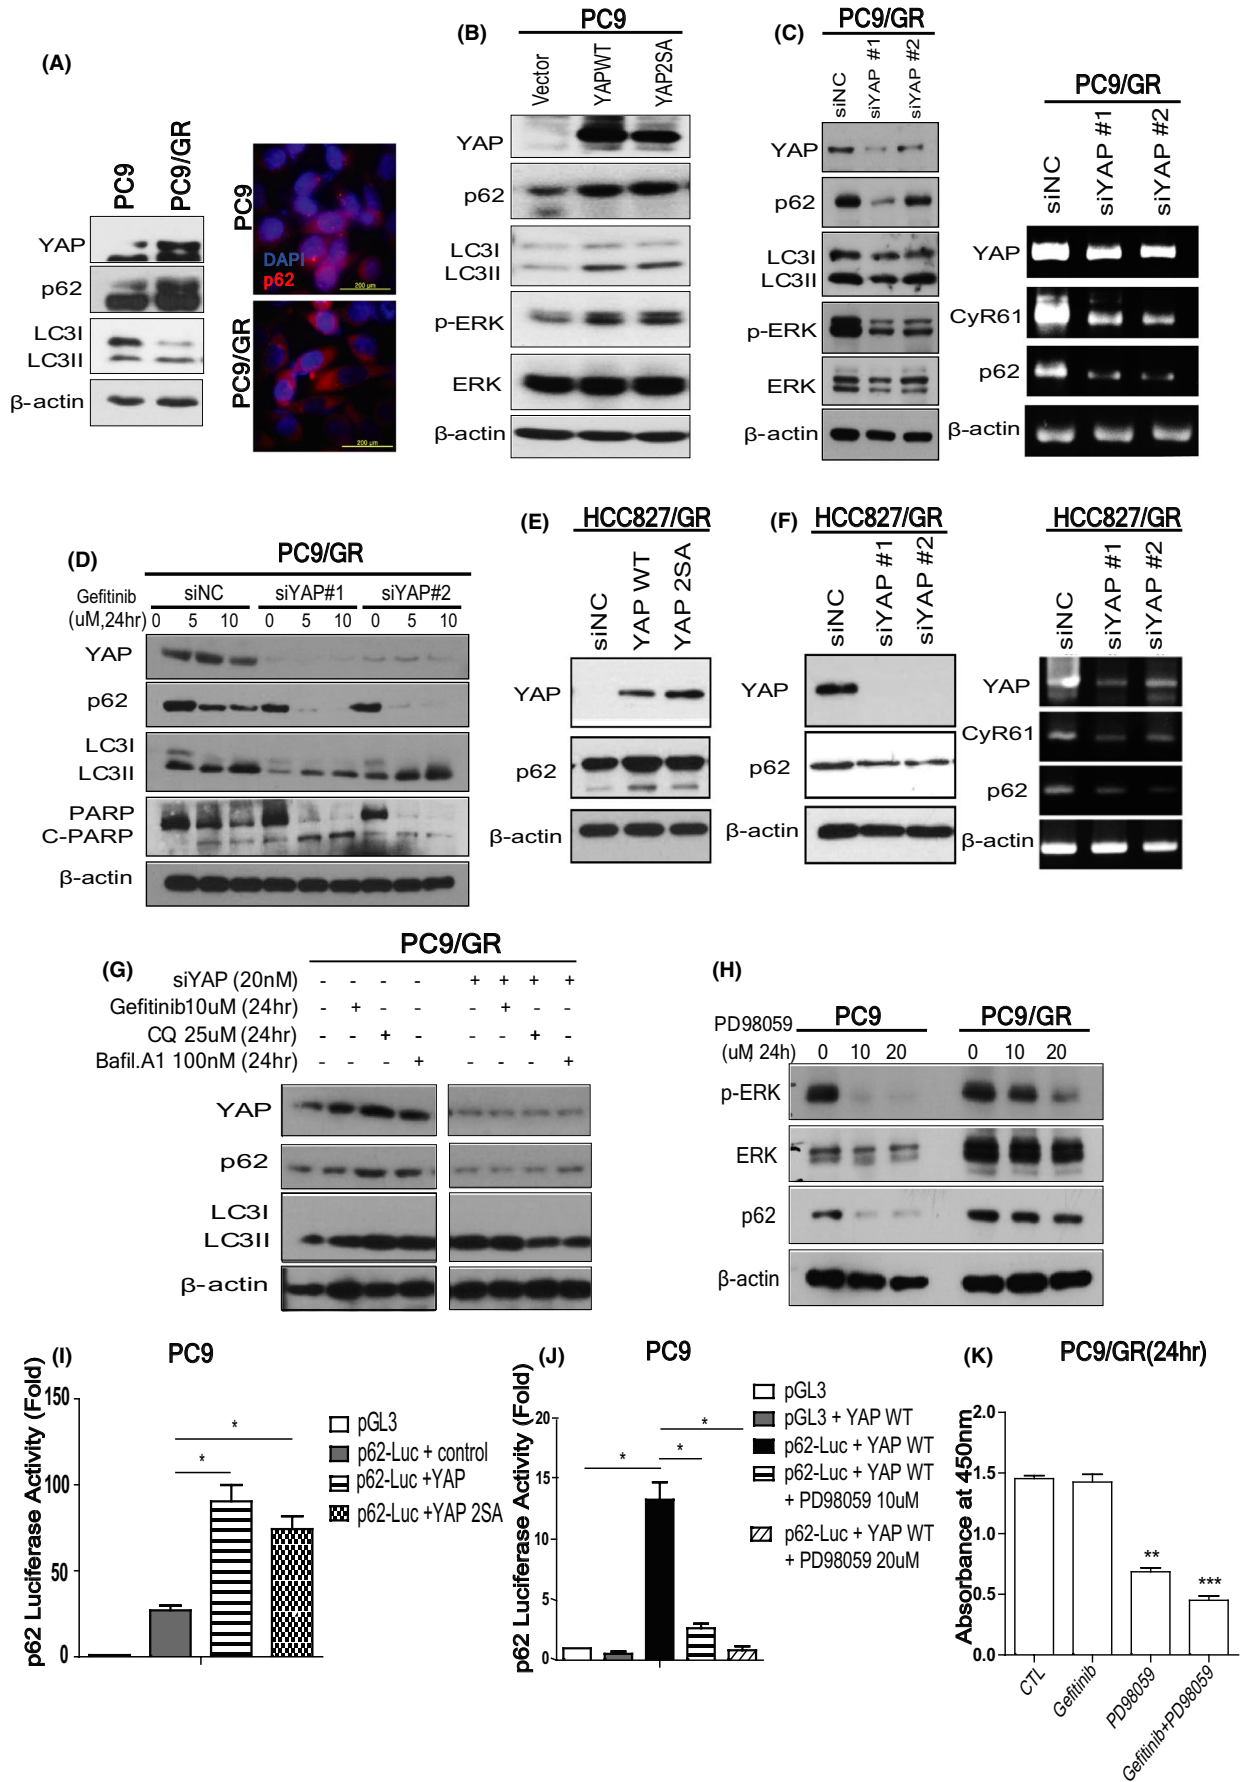 (A)
PC9
PC9/GR
YAP
p62
LC3I
LC3II
β-actin
PC9
DAPI
p62
200 μm
PC9/GR
200 μm
(B)
PC9
Vector
YAPWT
YAP2SA
YAP
p62
LC3I
LC3II
p-ERK
ERK
β-actin
(C)
PC9/GR
siNC
siYAP #1
siYAP #2
YAP
p62
LC3I
LC3II
p-ERK
ERK
β-actin
PC9/GR
siNC
siYAP #1
siYAP #2
YAP
CyR61
p62
β-actin
(D)
PC9/GR
Gefitinib siNC siYAP#1 siYAP#2
(uM,24hr) 0 5 10 0 5 10 0 5 10
YAP
p62
LC3I
LC3II
PARP
C-PARP
β-actin
(E)
HCC827/GR
siNC
YAP WT
YAP 2SA
YAP
p62
β-actin
(F)
HCC827/GR
siNC
siYAP #1
siYAP #2
YAP
p62
β-actin
HCC827/GR
siNC
siYAP #1
siYAP #2
YAP
CyR61
p62
β-actin
(G)
PC9/GR
siYAP (20nM) - - - - + + + +
Gefitinib10uM (24hr) - + - - - + - -
CQ 25uM (24hr) - - + - - - + -
Bafil.A1 100nM (24hr) - - - + - - - +
YAP
p62
LC3I
LC3II
β-actin
(H)
PD98059 PC9 PC9/GR
(uM, 24h) 0 10 20 0 10 20
p-ERK
ERK
p62
β-actin
(I)
PC9
p62 Luciferase Activity (Fold)
150
100
50
0
*
*
pGL3
p62-Luc + control
p62-Luc +YAP
p62-Luc +YAP 2SA
(J)
PC9
p62 Luciferase Activity (Fold)
20
15
10
5
0
*
*
*
pGL3
pGL3 + YAP WT
p62-Luc + YAP WT
p62-Luc + YAP WT
+ PD98059 10uM
p62-Luc + YAP WT
+ PD98059 20uM
(K)
PC9/GR(24hr)
Absorbance at 450nm
2.0
1.5
1.0
0.5
0.0
**
***
CTL
Gefitinib
PD98059
Gefitinib+PD98059